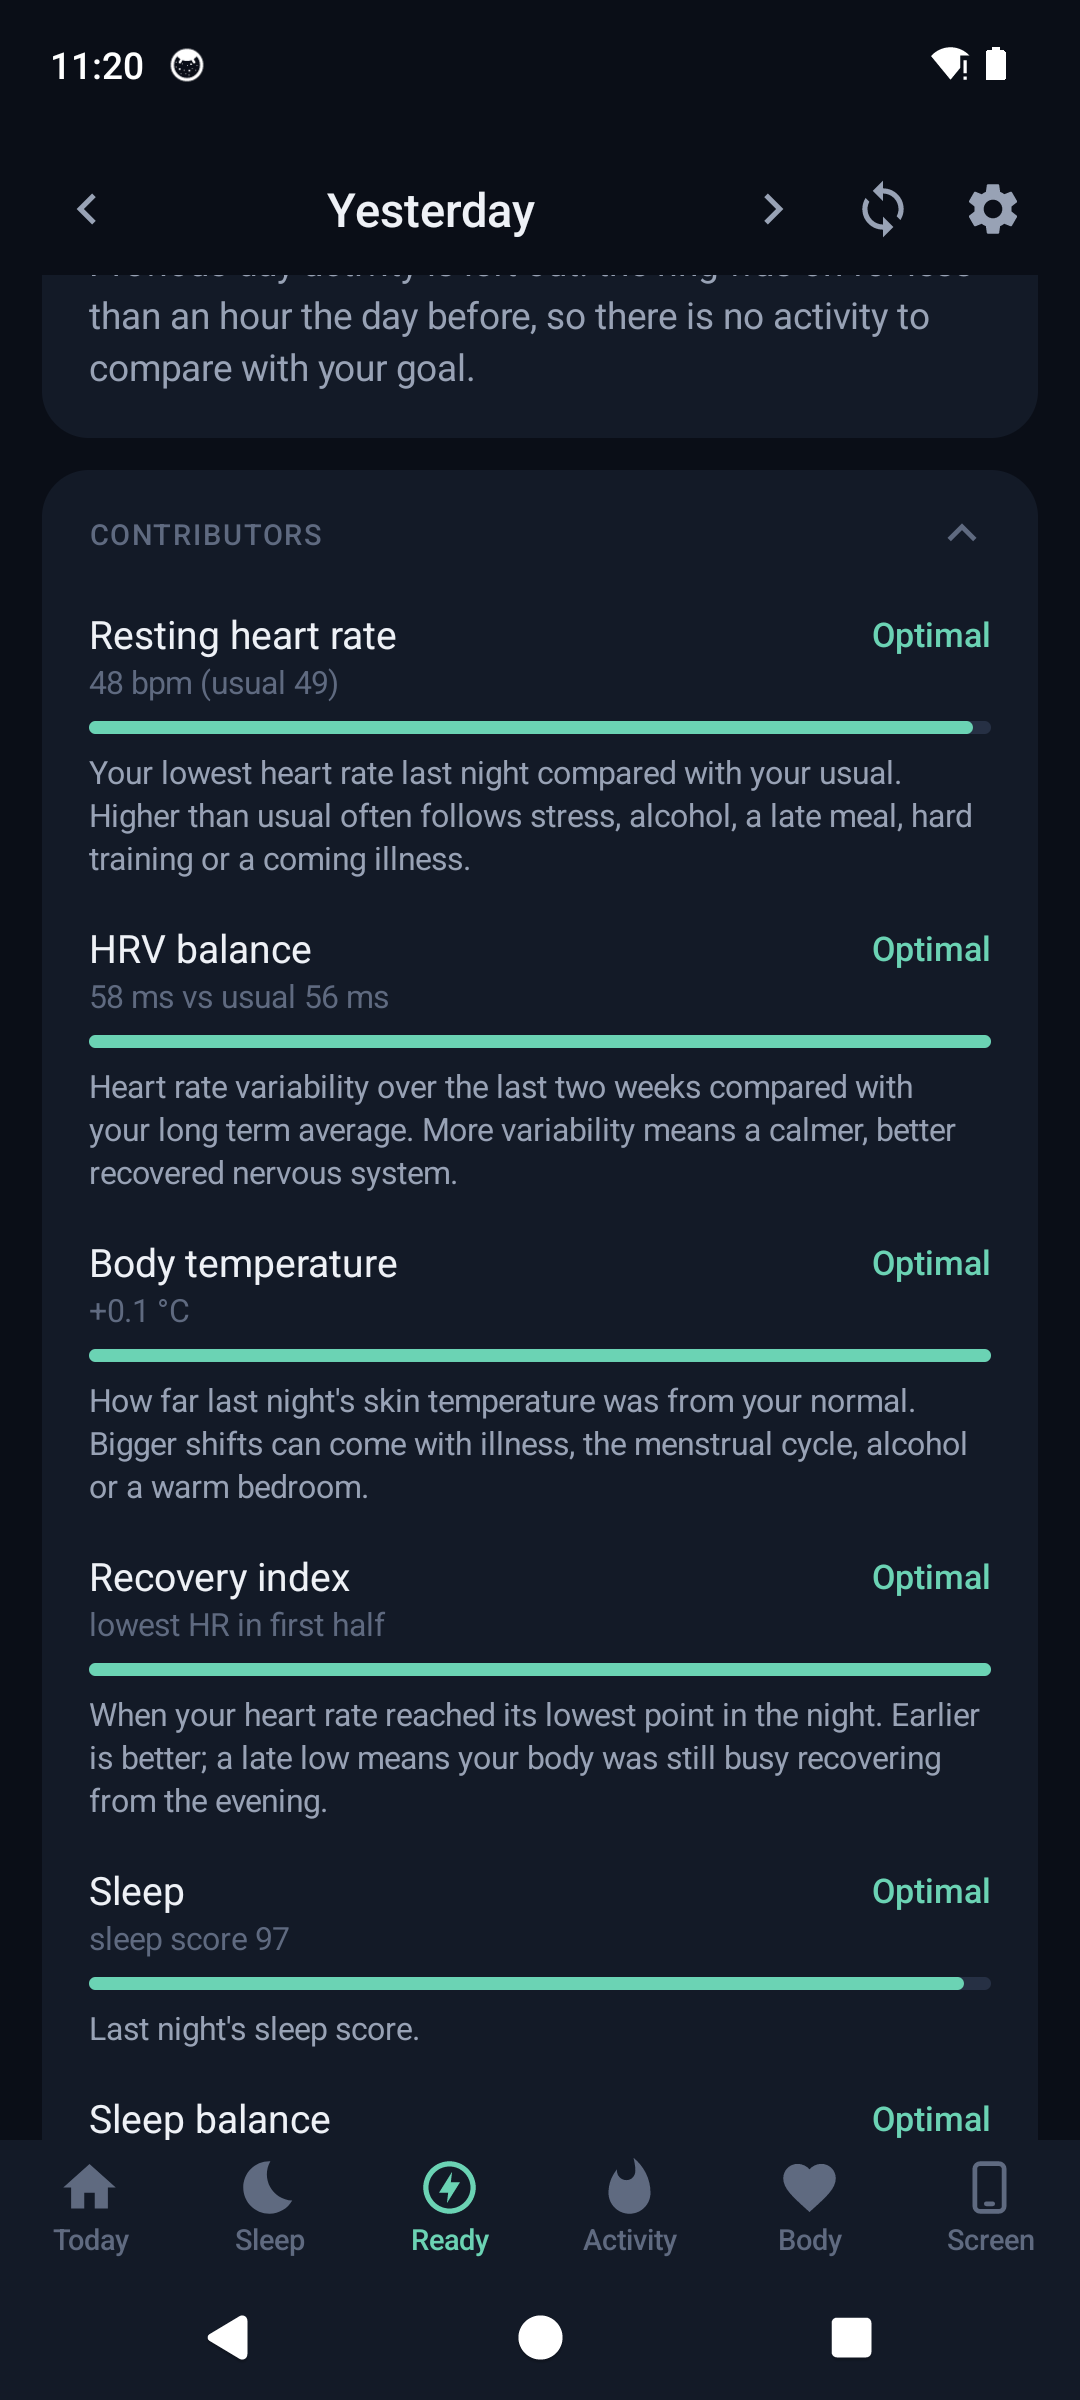 11:20
Yesterday
than an hour the day before, so there is no activity to
compare with your goal.
CONTRIBUTORS
Resting heart rate
Optimal
48 bpm (usual 49)
Your lowest heart rate last night compared with your usual.
Higher than usual often follows stress, alcohol, a late meal, hard
training or a coming illness.
HRV balance
Optimal
58 ms vs usual 56 ms
Heart rate variability over the last two weeks compared with
your long term average. More variability means a calmer, better
recovered nervous system.
Body temperature
Optimal
+0.1 °C
How far last night's skin temperature was from your normal.
Bigger shifts can come with illness, the menstrual cycle, alcohol
or a warm bedroom.
Recovery index
Optimal
lowest HR in first half
When your heart rate reached its lowest point in the night. Earlier
is better; a late low means your body was still busy recovering
from the evening.
Sleep
Optimal
sleep score 97
Last night's sleep score.
Sleep balance
Optimal
Today
Sleep
Ready
Activity
Body
Screen